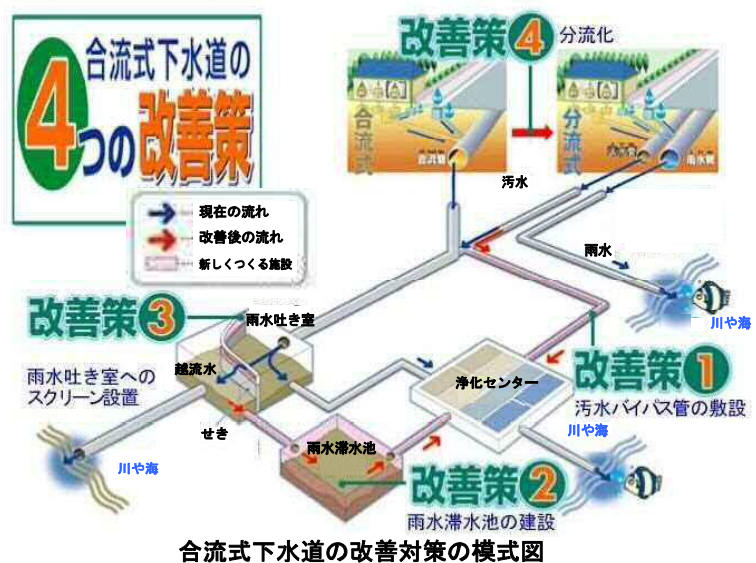 合流式下水道の
4つの改善策
現在の流れ
改善後の流れ
新しくつくる施設
改善策4 分流化
合流式
合流管
分流式
汚水管
雨水管
汚水
雨水
川や海
改善策3
雨水吐き室への
スクリーン設置
雨水吐き室
越流水
せき
川や海
雨水滞水池
浄化センター
改善策1
汚水バイパス管の敷設
川や海
改善策2
雨水滞水池の建設
合流式下水道の改善対策の模式図